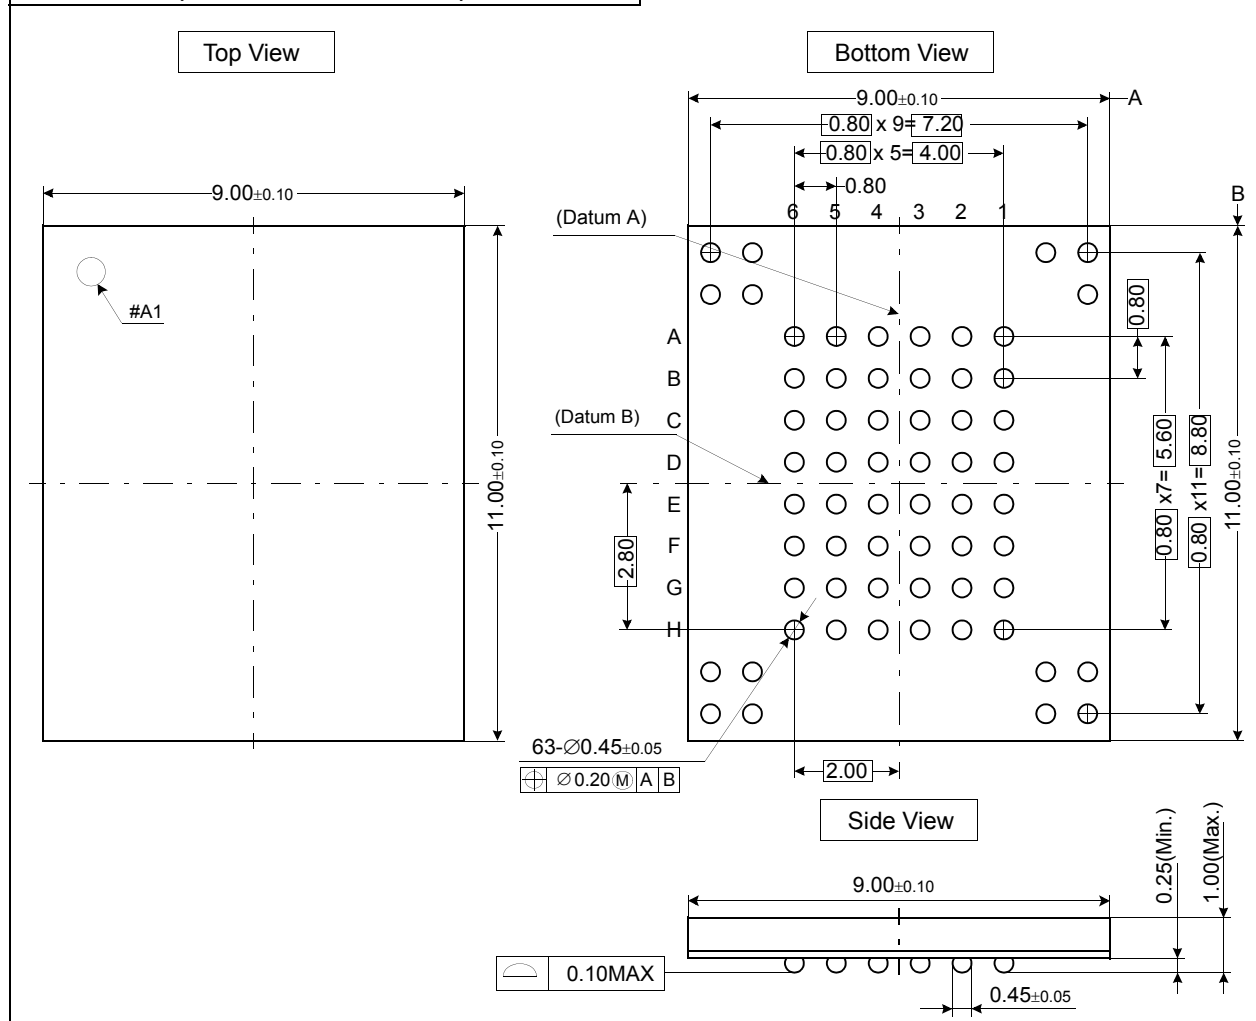 Top View
Bottom View
9.00±0.10
A
0.80 x 9= 7.20
0.80 x 5= 4.00
0.80
9.00±0.10
B
6 5 4 3 2 1
(Datum A)
#A1
0.80
A
B
(Datum B)
C
D
E
F
G
H
11.00±0.10
2.80
0.80 x7= 5.60
0.80 x11= 8.80
11.00±0.10
63-∅0.45±0.05
∅ 0.20 Ⓜ A B
2.00
Side View
0.25(Min.)
1.00(Max.)
9.00±0.10
0.10MAX
0.45±0.05